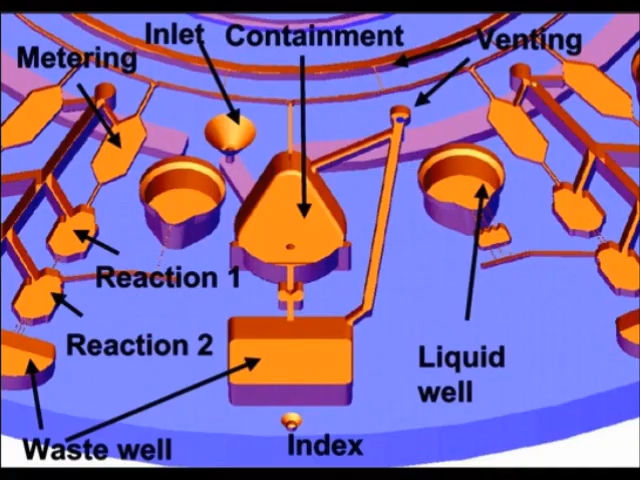 Inlet Containment Venting
Metering
Reaction 1
Reaction 2
Liquid
well
Waste well
Index